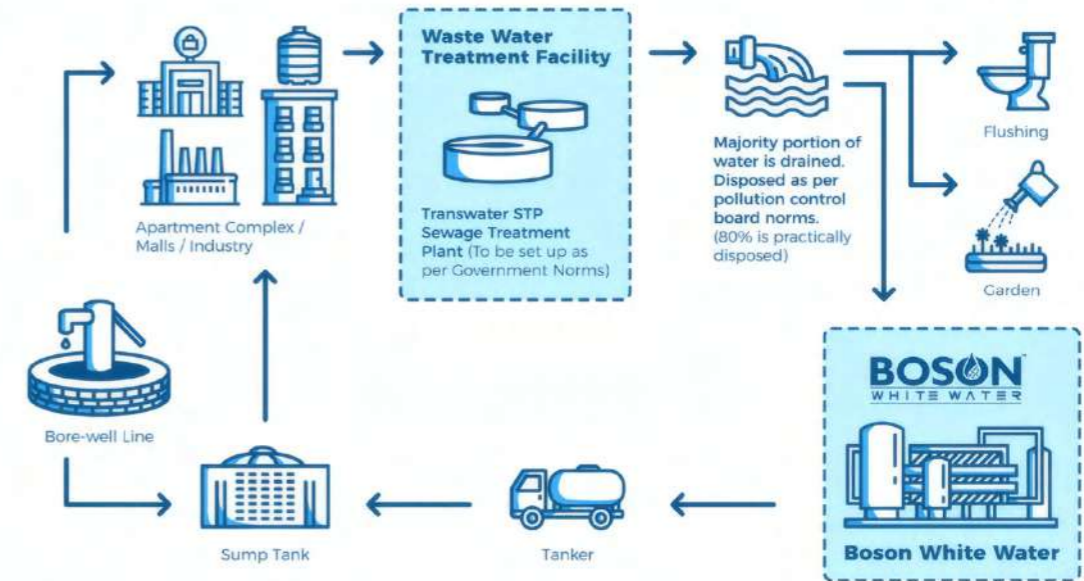 Waste Water
Treatment Facility
Transwater STP
Sewage Treatment
Plant (To be set up as
per Government Norms)
Apartment Complex /
Malls / Industry
Majority portion of
water is drained.
Disposed as per
pollution control
board norms.
(80% is practically
disposed)
Flushing
Garden
Bore-well Line
Sump Tank
Tanker
BOSON™
WHITE WATER
Boson White Water